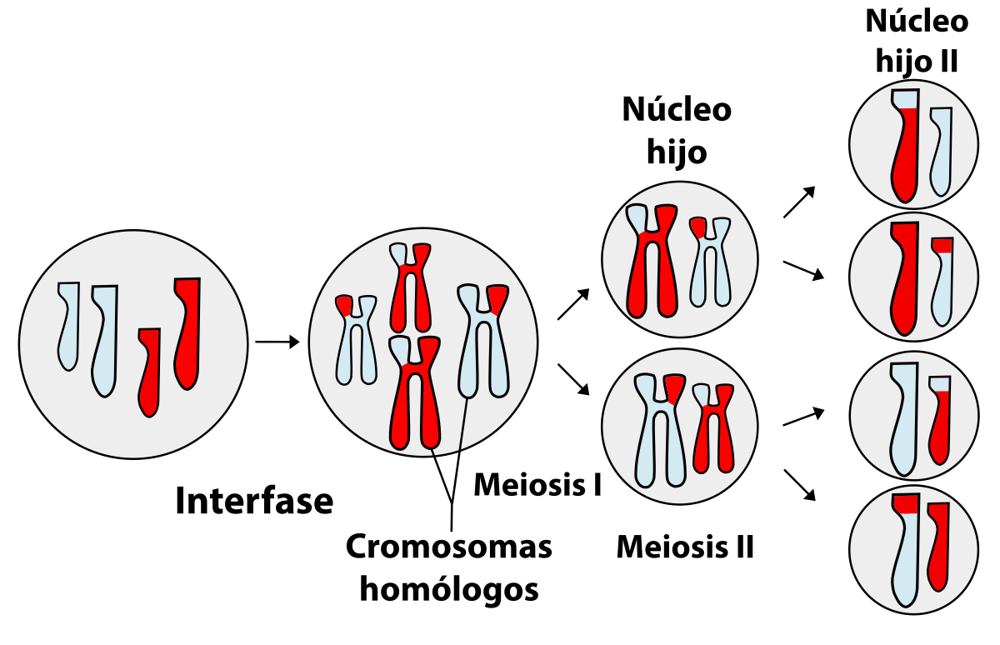 Núcleo
hijo II
Núcleo
hijo
Interfase
Meiosis I
Cromosomas
homólogos
Meiosis II